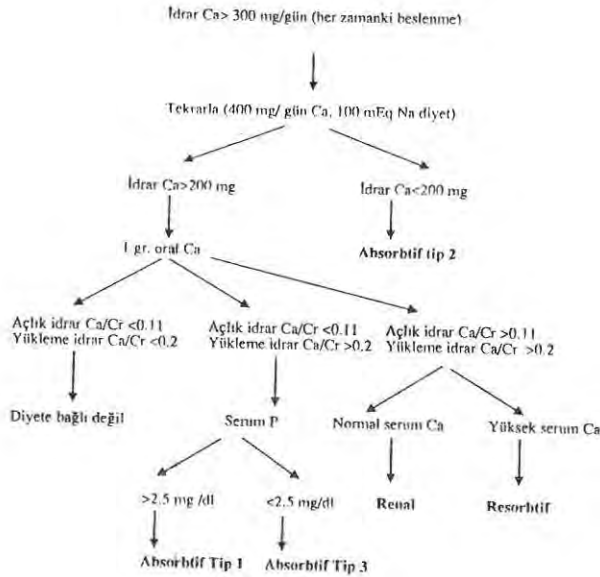 İdrar Ca> 300 mg/gün (her zamanki beslenme)
Tekrarla (400 mg/ gün Ca, 100 mEq Na diyet)
İdrar Ca>200 mg
İdrar Ca<200 mg
1 gr. oral Ca
Absorbtif tip 2
Açlık idrar Ca/Cr <0.11
Yükleme idrar Ca/Cr <0.2
Açlık idrar Ca/Cr <0.11
Yükleme idrar Ca/Cr >0.2
Açlık idrar Ca/Cr >0.11
Yükleme idrar Ca/Cr >0.2
Diyete bağlı değil
Serum P
Normal serum Ca
Yüksek serum Ca
>2.5 mg /dl
<2.5 mg/dl
Renal
Resorbtif
Absorbtif Tip 1
Absorbtif Tip 3